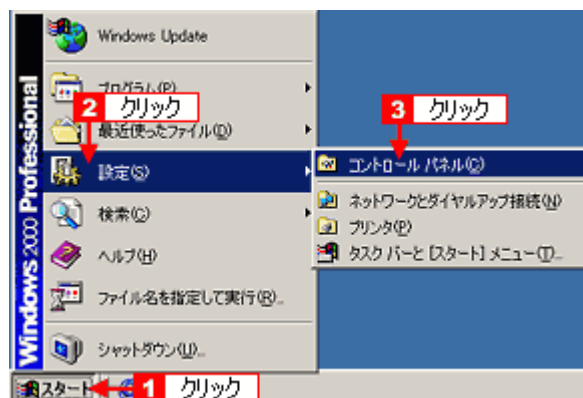 Windows 2000 Professional
Windows Update
プログラム(P)
2 クリック
最近使ったファイル(D)
設定(S)
検索(C)
ヘルプ(H)
ファイル名を指定して実行(R)...
シャットダウン(U)...
3 クリック
コントロール パネル(C)
ネットワークとダイヤルアップ接続(N)
プリンタ(P)
タスク バーと [スタート] メニュー(T)...
スタート
1 クリック